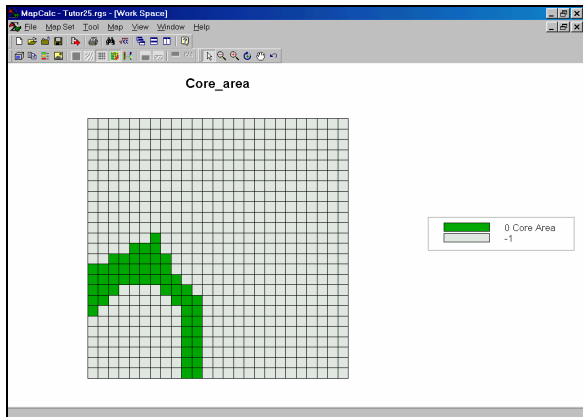 MapCalc - Tutor25.rgs - [Work Space]
File Map Set Tool Map View Window Help
Core_area
0 Core Area
-1